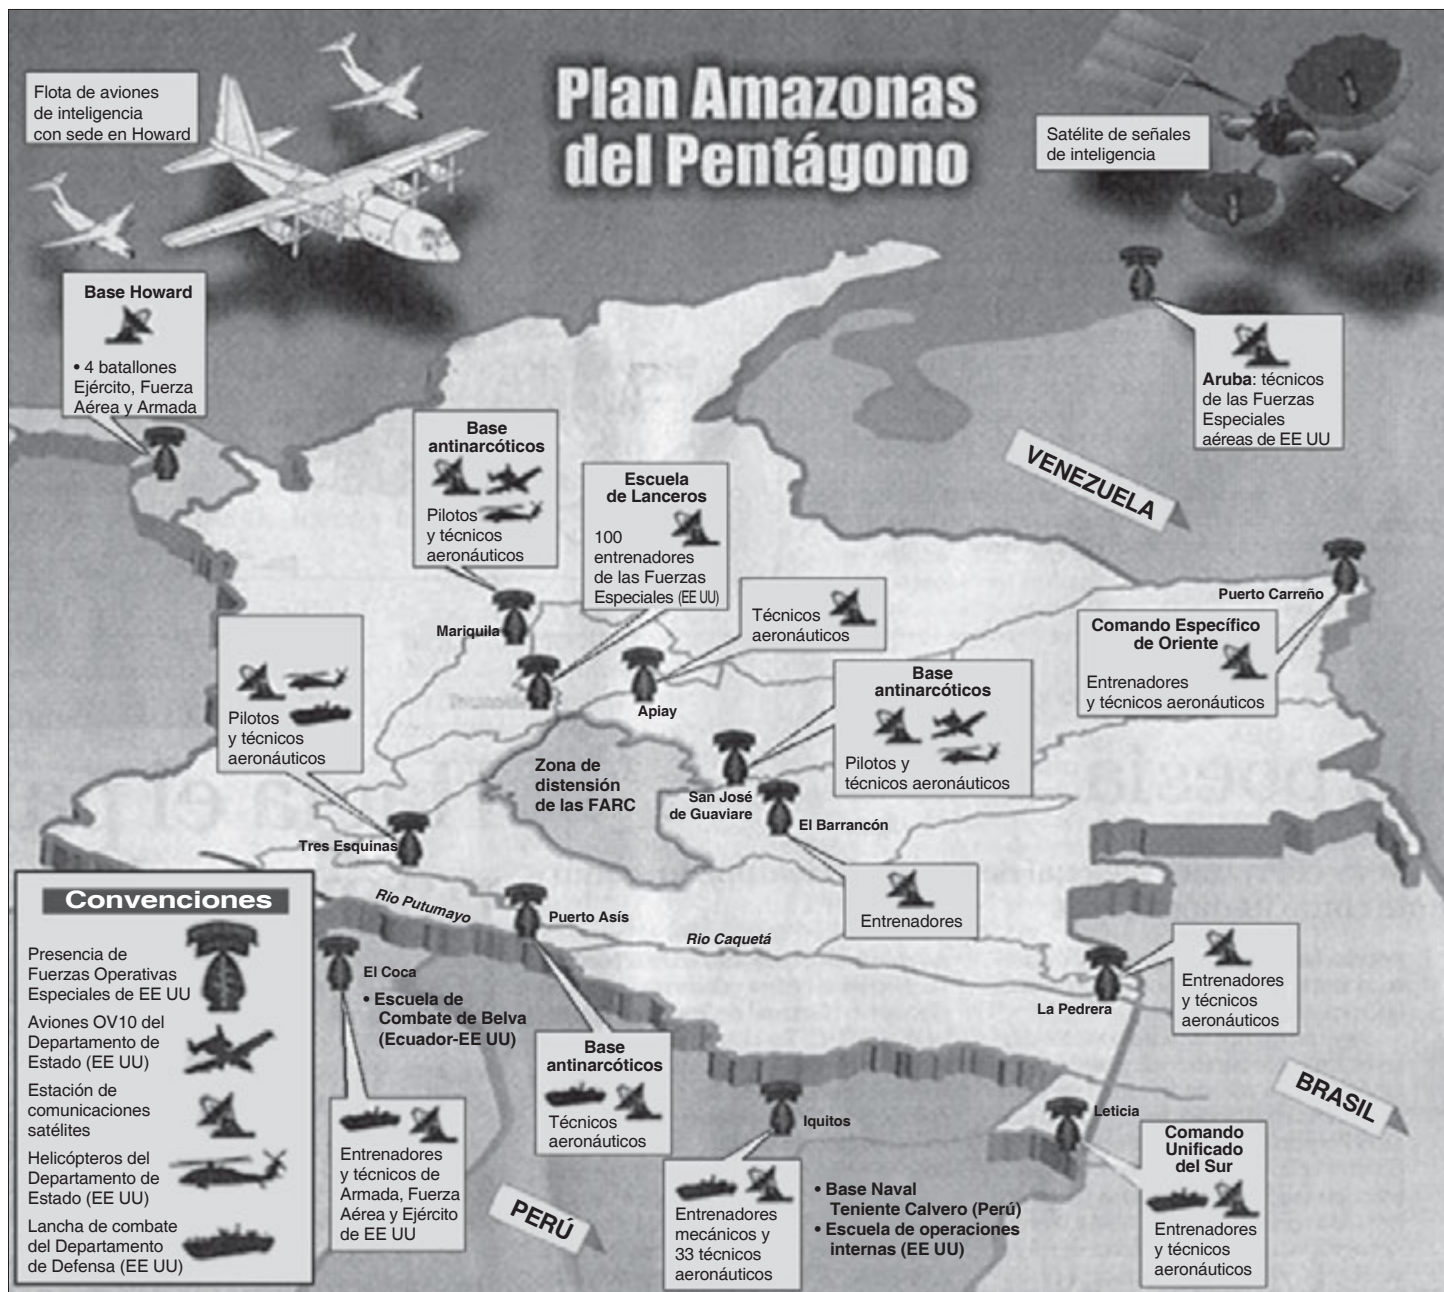 Plan Amazonas
del Pentágono
Flota de aviones
de inteligencia
con sede en Howard
Satélite de señales
de inteligencia
Base Howard
• 4 batallones
Ejército, Fuerza
Aérea y Armada
Aruba: técnicos
de las Fuerzas
Especiales
aéreas de EE UU
Base
antinarcóticos
Pilotos
y técnicos
aeronáuticos
VENEZUELA
Escuela
de Lanceros
100
entrenadores
de las Fuerzas
Especiales (EE UU)
Puerto Carreño
Mariquila
Técnicos
aeronáuticos
Comando Específico
de Oriente
Entrenadores
y técnicos aeronáuticos
Pilotos
y técnicos
aeronáuticos
Apiay
Base
antinarcóticos
Pilotos y
técnicos aeronáuticos
Zona de
distensión
de las FARC
San José
de Guaviare
El Barrancón
Tres Esquinas
Entrenadores
Convenciones
Presencia de
Fuerzas Operativas
Especiales de EE UU
Aviones OV10 del
Departamento de
Estado (EE UU)
Estación de
comunicaciones
satélites
Helicópteros del
Departamento de
Estado (EE UU)
Lancha de combate
del Departamento
de Defensa (EE UU)
Rio Putumayo
Puerto Asís
Rio Caquetá
El Coca
• Escuela de
Combate de Belva
(Ecuador-EE UU)
La Pedrera
Entrenadores
y técnicos
aeronáuticos
Base
antinarcóticos
Técnicos
aeronáuticos
BRASIL
Iquitos
Leticia
Entrenadores
y técnicos de
Armada, Fuerza
Aérea y Ejército
de EE UU
PERÚ
Entrenadores
mecánicos y
33 técnicos
aeronáuticos
• Base Naval
Teniente Calvero (Perú)
• Escuela de operaciones
internas (EE UU)
Comando
Unificado
del Sur
Entrenadores
y técnicos
aeronáuticos